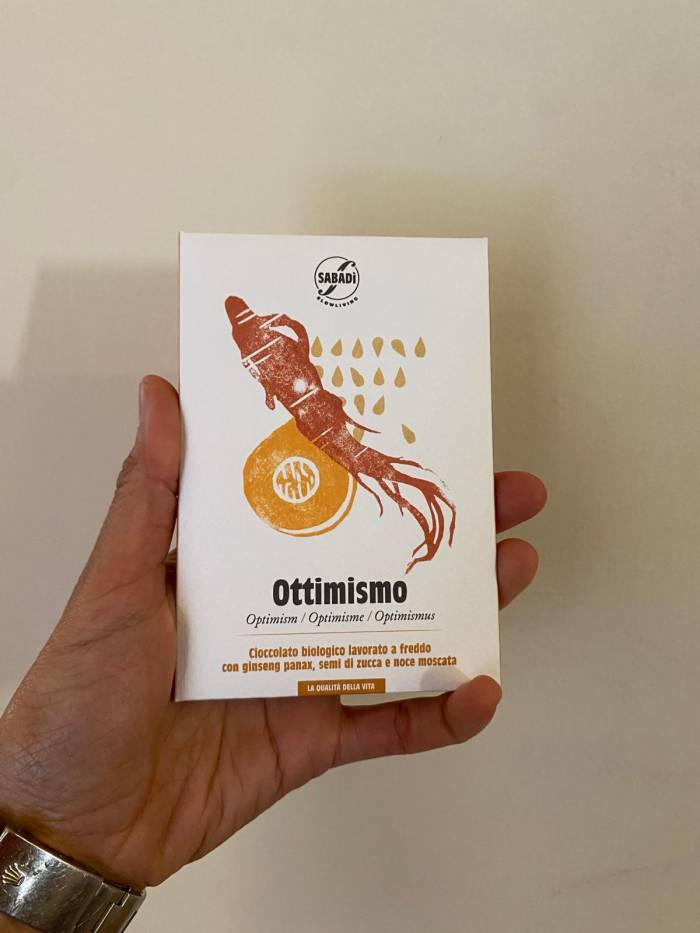 SABADÌ
SLOWLIVING
Ottimismo
Optimism / Optimisme / Optimismus
Cioccolato biologico lavorato a freddo
con ginseng panax, semi di zucca e noce moscata
LA QUALITÀ DELLA VITA